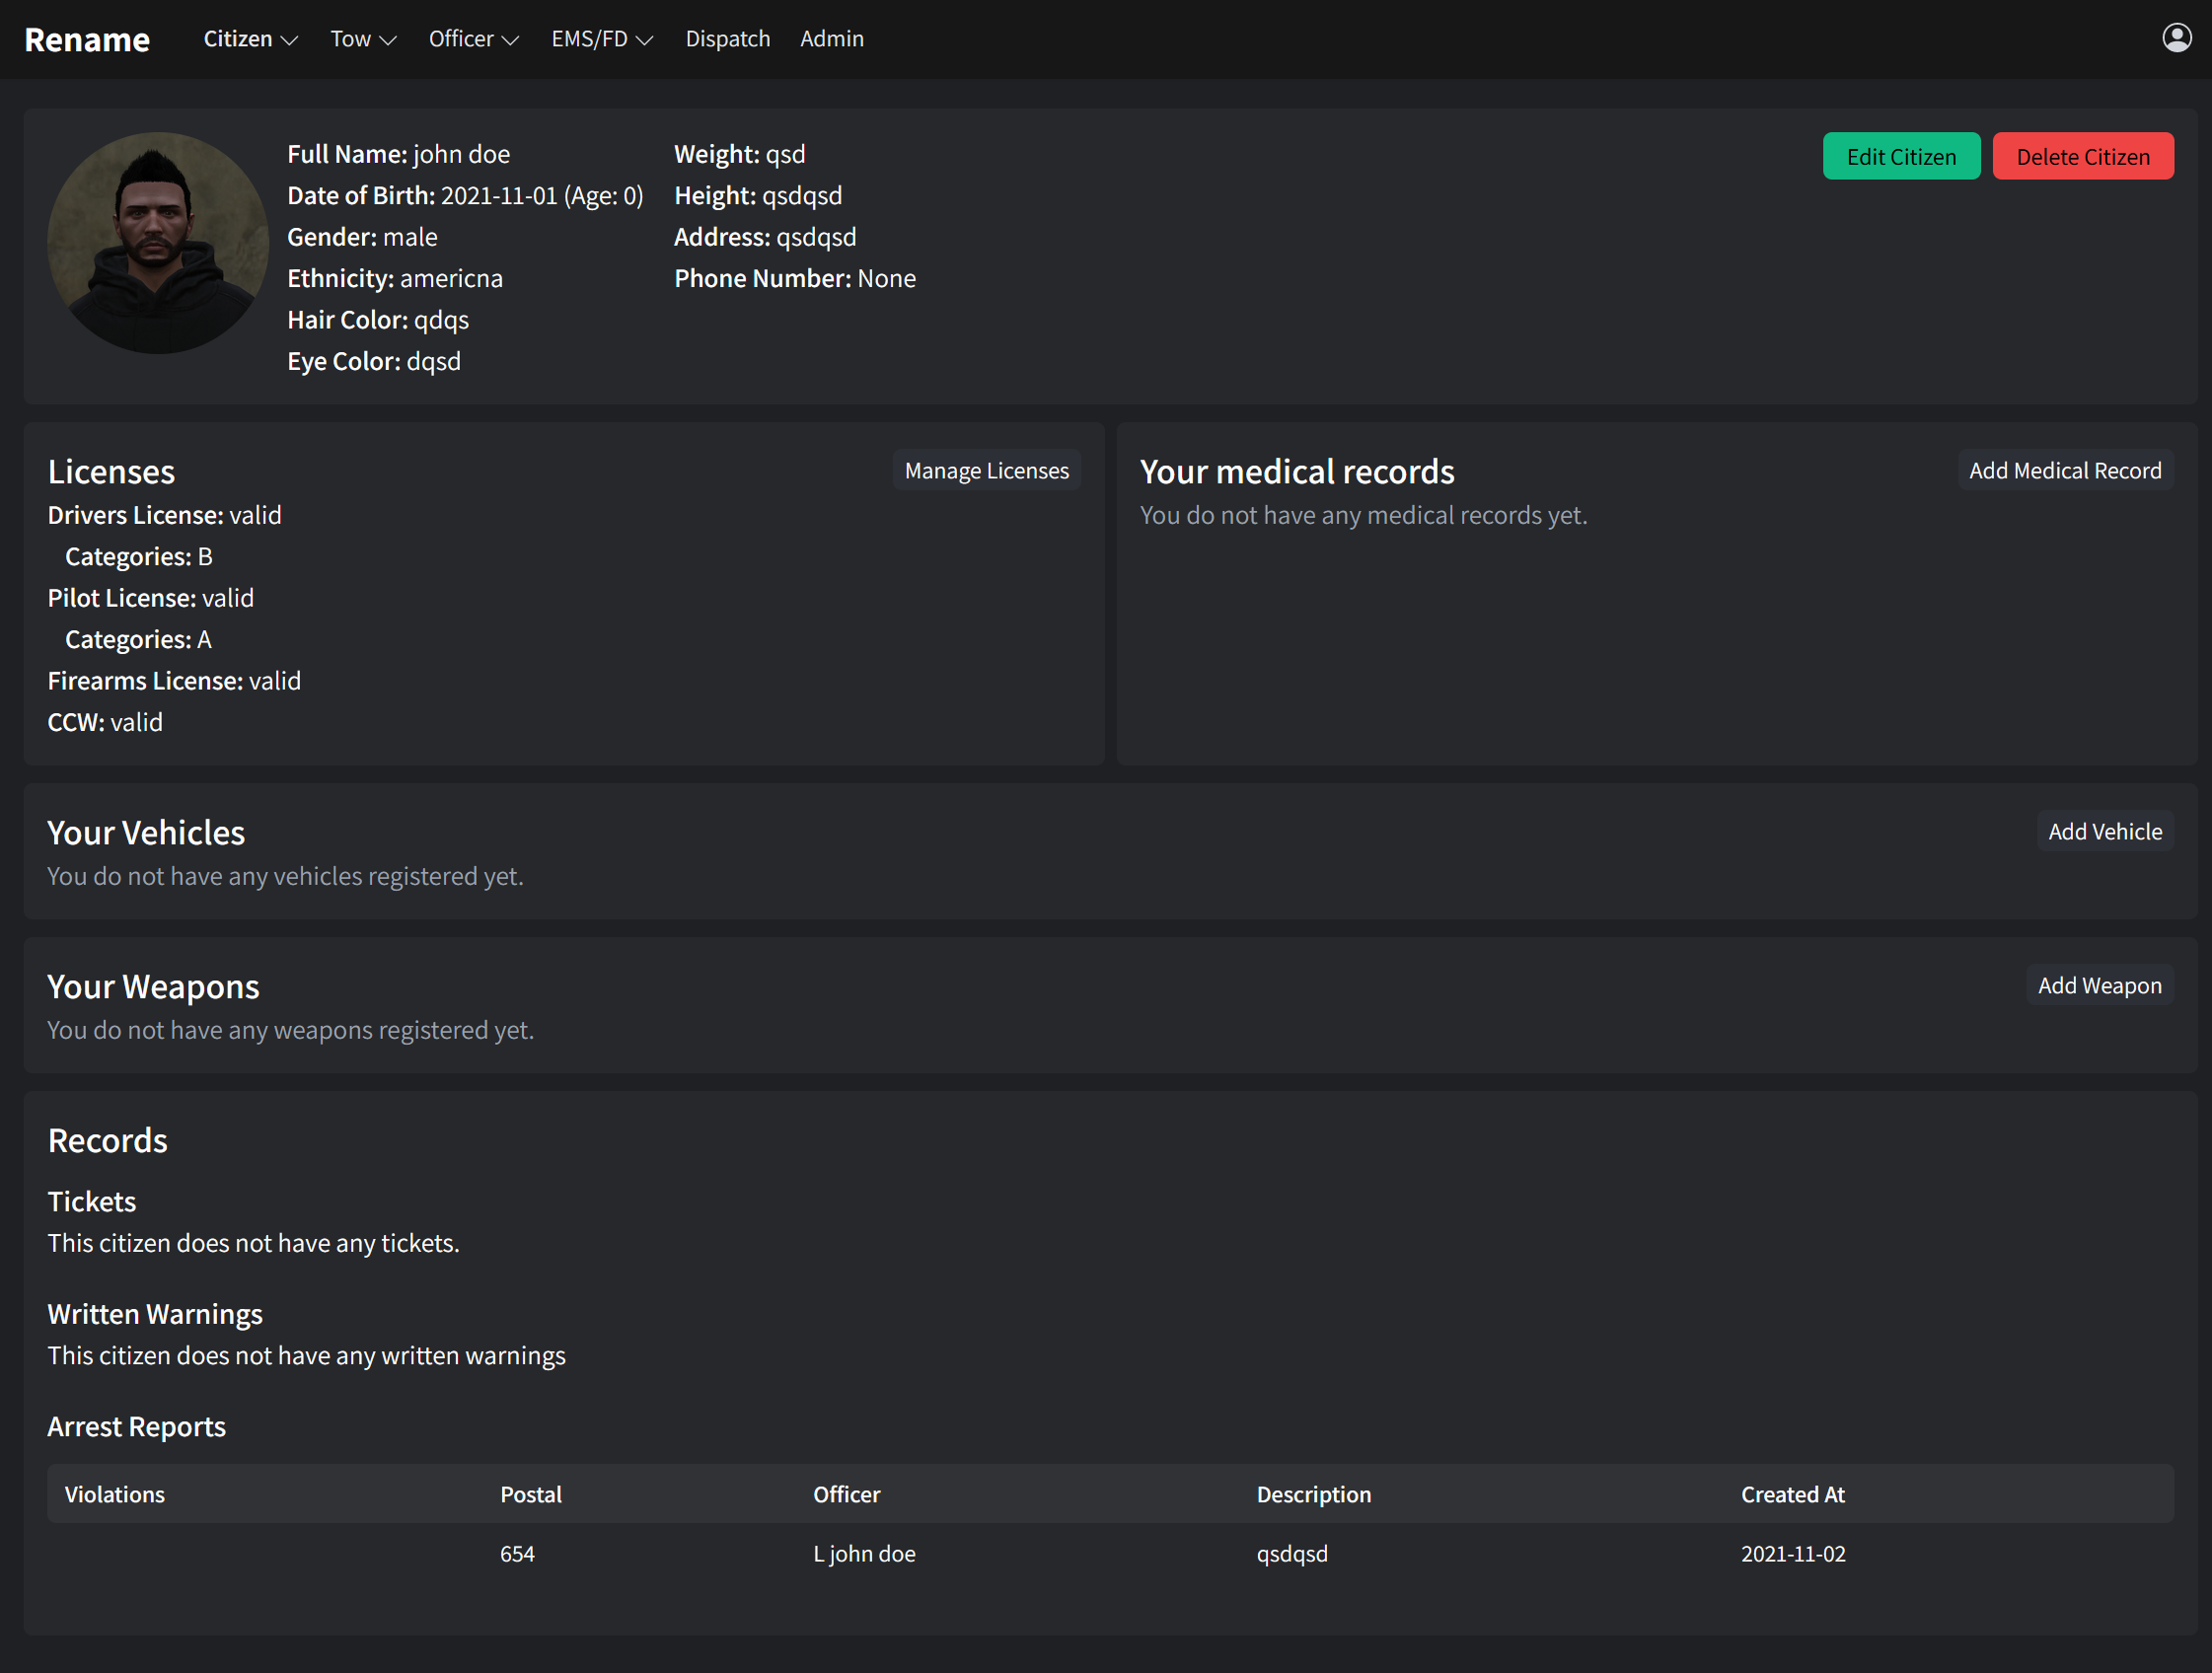 Rename Citizen Tow Officer EMS/FD Dispatch Admin
Full Name: john doe
Date of Birth: 2021-11-01 (Age: 0)
Gender: male
Ethnicity: americna
Hair Color: qdqs
Eye Color: dqsd
Weight: qsd
Height: qsdqsd
Address: qsdqsd
Phone Number: None
Edit Citizen Delete Citizen
Licenses
Manage Licenses
Drivers License: valid
Categories: B
Pilot License: valid
Categories: A
Firearms License: valid
CCW: valid
Your medical records
Add Medical Record
You do not have any medical records yet.
Your Vehicles
Add Vehicle
You do not have any vehicles registered yet.
Your Weapons
Add Weapon
You do not have any weapons registered yet.
Records
Tickets
This citizen does not have any tickets.
Written Warnings
This citizen does not have any written warnings
Arrest Reports
Violations Postal Officer Description Created At
654 L john doe qsdqsd 2021-11-02